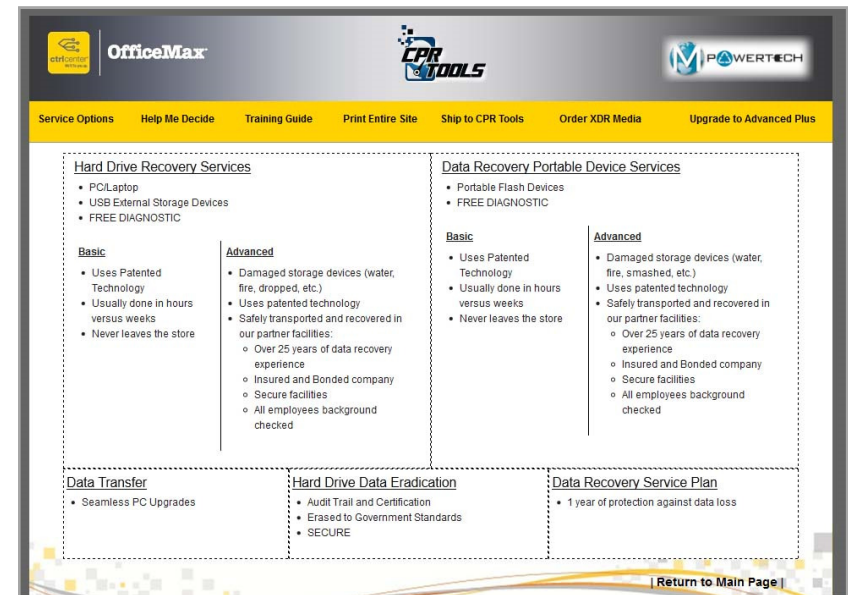 ctrlcenter
OfficeMax
CPR
TOOLS
MPOWERTECH
Service Options
Help Me Decide
Training Guide
Print Entire Site
Ship to CPR Tools
Order XDR Media
Upgrade to Advanced Plus
Hard Drive Recovery Services
• PC/Laptop
• USB External Storage Devices
• FREE DIAGNOSTIC
Basic
• Uses Patented
Technology
• Usually done in hours
versus weeks
• Never leaves the store
Advanced
• Damaged storage devices (water,
fire, dropped, etc.)
• Uses patented technology
• Safely transported and recovered in
our partner facilities:
o Over 25 years of data recovery
experience
o Insured and Bonded company
o Secure facilities
o All employees background
checked
Data Recovery Portable Device Services
• Portable Flash Devices
• FREE DIAGNOSTIC
Basic
• Uses Patented
Technology
• Usually done in hours
versus weeks
• Never leaves the store
Advanced
• Damaged storage devices (water,
fire, smashed, etc.)
• Uses patented technology
• Safely transported and recovered in
our partner facilities:
o Over 25 years of data recovery
experience
o Insured and Bonded company
o Secure facilities
o All employees background
checked
Data Transfer
• Seamless PC Upgrades
Hard Drive Data Eradication
• Audit Trail and Certification
• Erased to Government Standards
• SECURE
Data Recovery Service Plan
• 1 year of protection against data loss
| Return to Main Page |